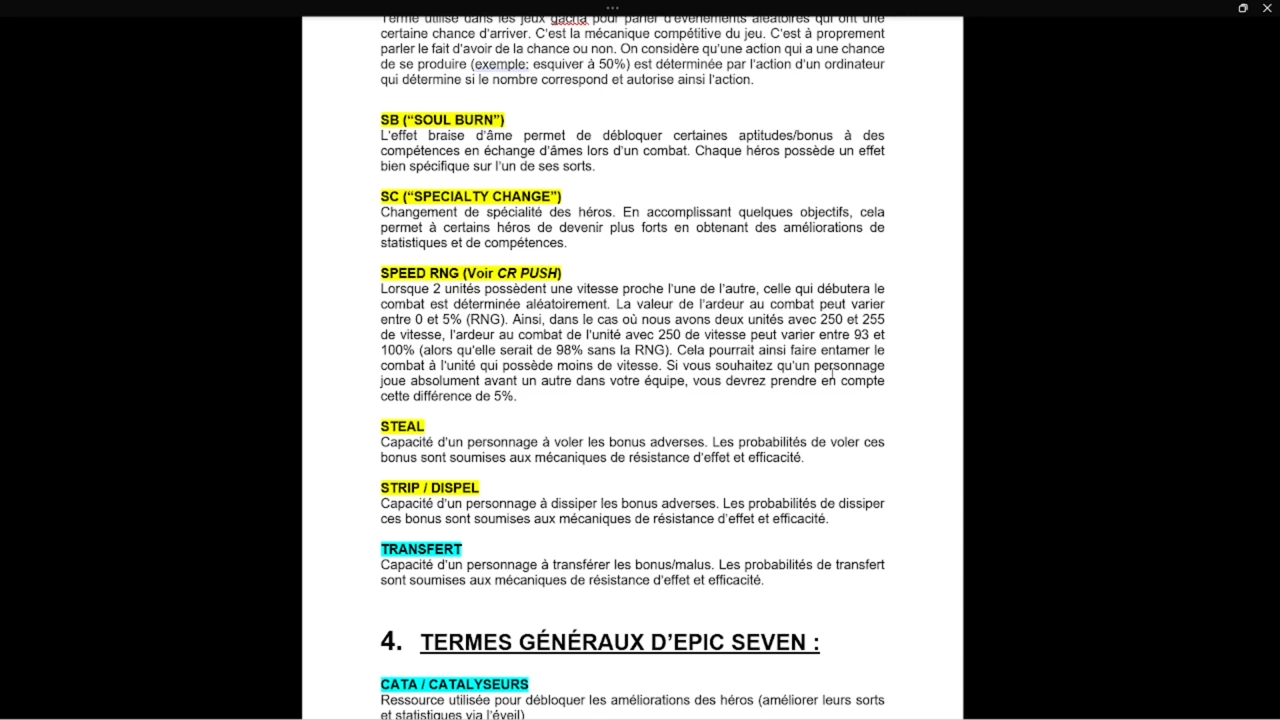 Terme utilisé dans les jeux gacha pour parler d'évènements aléatoires qui ont une
certaine chance d'arriver. C'est la mécanique compétitive du jeu. C'est à proprement
parler le fait d'avoir de la chance ou non. On considère qu'une action qui a une chance
de se produire (exemple: esquiver à 50%) est déterminée par l'action d'un ordinateur
qui détermine si le nombre correspond et autorise ainsi l'action.
SB (“SOUL BURN”)
L'effet braise d'âme permet de débloquer certaines aptitudes/bonus à des
compétences en échange d'âmes lors d'un combat. Chaque héros possède un effet
bien spécifique sur l'un de ses sorts.
SC (“SPECIALTY CHANGE”)
Changement de spécialité des héros. En accomplissant quelques objectifs, cela
permet à certains héros de devenir plus forts en obtenant des améliorations de
statistiques et de compétences.
SPEED RNG (Voir CR PUSH)
Lorsque 2 unités possèdent une vitesse proche l'une de l'autre, celle qui débutera le
combat est déterminée aléatoirement. La valeur de l'ardeur au combat peut varier
entre 0 et 5% (RNG). Ainsi, dans le cas où nous avons deux unités avec 250 et 255
de vitesse, l'ardeur au combat de l'unité avec 250 de vitesse peut varier entre 93 et
100% (alors qu'elle serait de 98% sans la RNG). Cela pourrait ainsi faire entamer le
combat à l'unité qui possède moins de vitesse. Si vous souhaitez qu'un personnage
joue absolument avant un autre dans votre équipe, vous devrez prendre en compte
cette différence de 5%.
STEAL
Capacité d'un personnage à voler les bonus adverses. Les probabilités de voler ces
bonus sont soumises aux mécaniques de résistance d'effet et efficacité.
STRIP / DISPEL
Capacité d'un personnage à dissiper les bonus adverses. Les probabilités de dissiper
ces bonus sont soumises aux mécaniques de résistance d'effet et efficacité.
TRANSFERT
Capacité d'un personnage à transférer les bonus/malus. Les probabilités de transfert
sont soumises aux mécaniques de résistance d'effet et efficacité.
4. TERMES GÉNÉRAUX D'EPIC SEVEN :
CATA / CATALYSEURS
Ressource utilisée pour débloquer les améliorations des héros (améliorer leurs sorts
et statistiques via l'éveil)